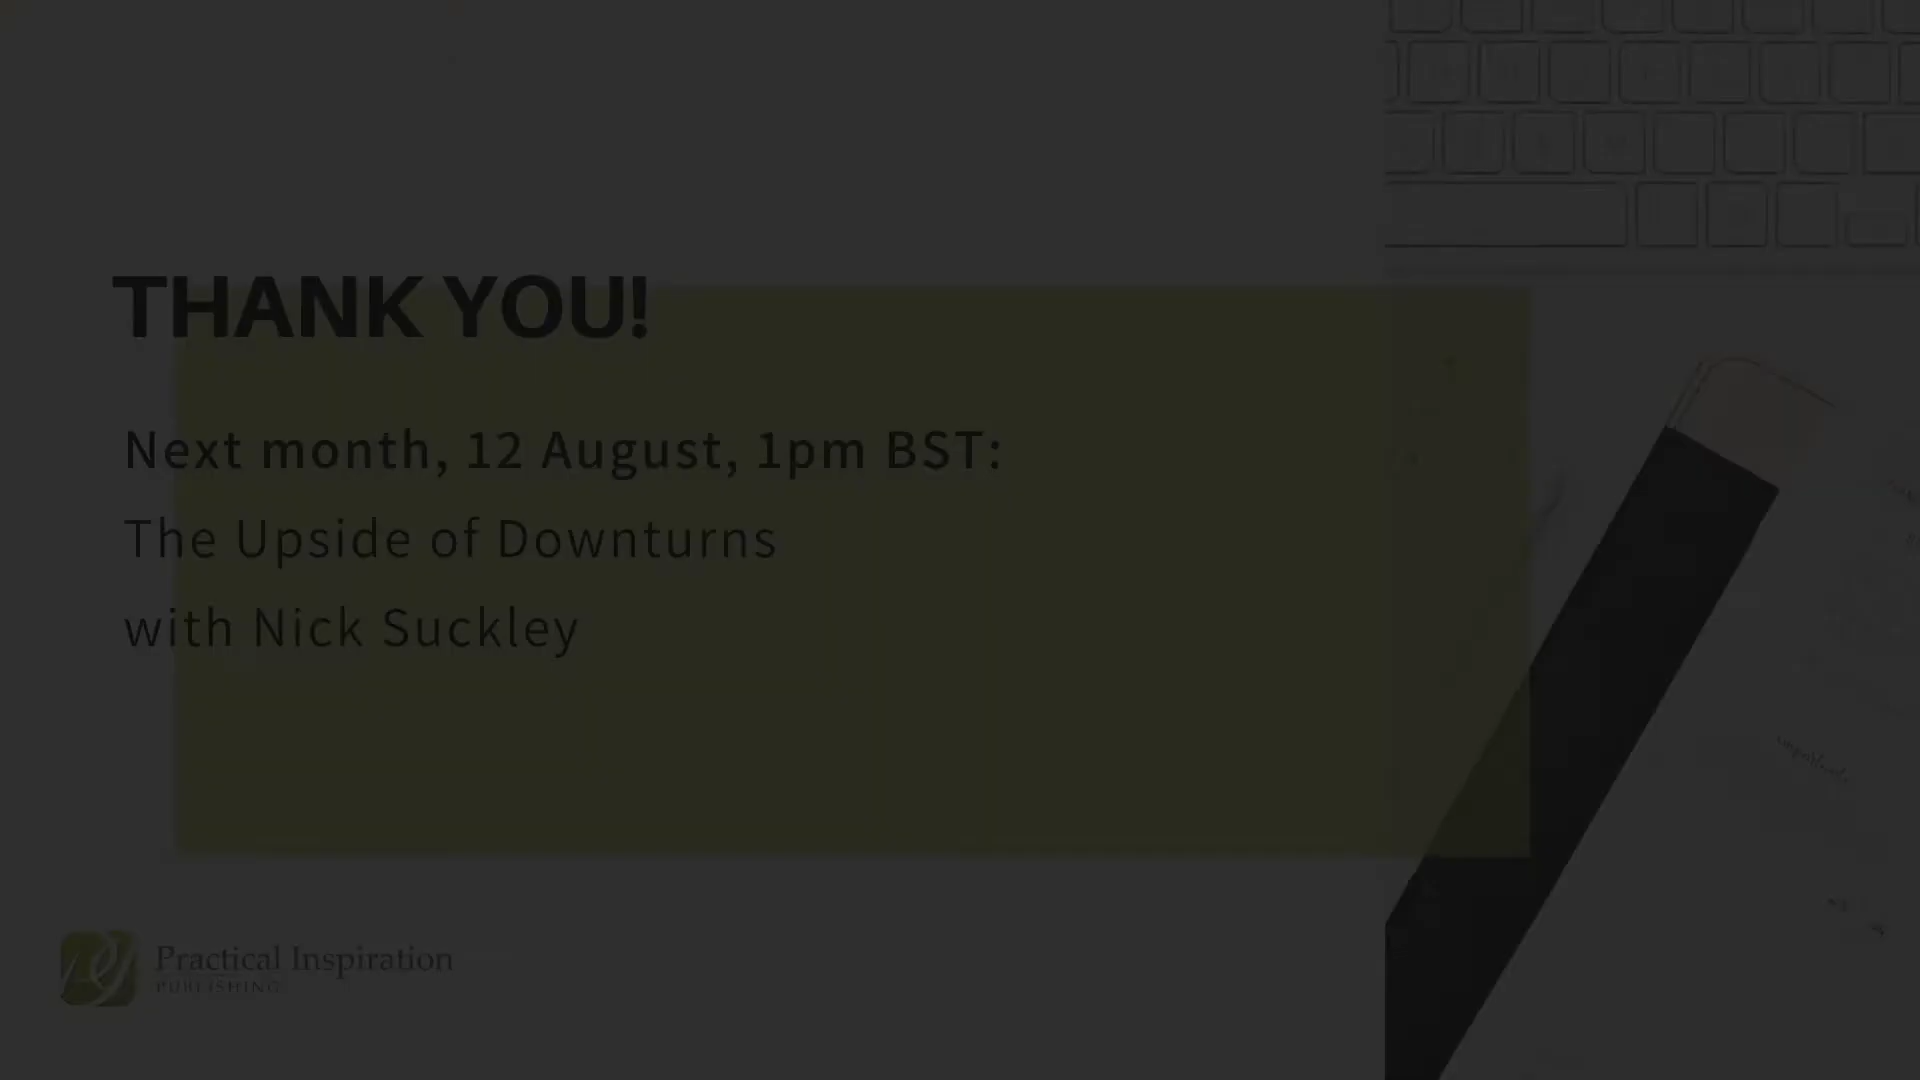 THANK YOU!
Next month, 12 August, 1pm BST:
The Upside of Downturns
with Nick Suckley
Practical Inspiration
PUBLISHING